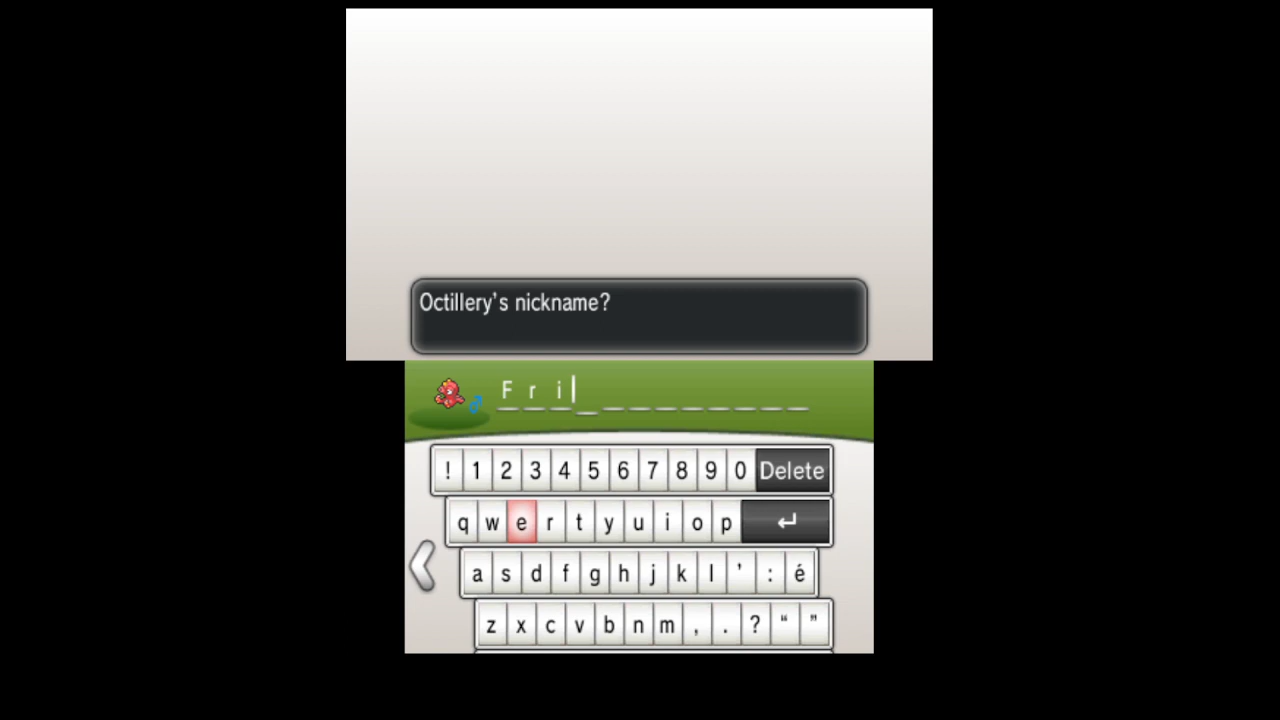 Octillery's nickname?
Fri
! 1 2 3 4 5 6 7 8 9 0 Delete
q w e r t y u i o p ↵
a s d f g h j k l ' : é
z x c v b n m , . ? “ ”